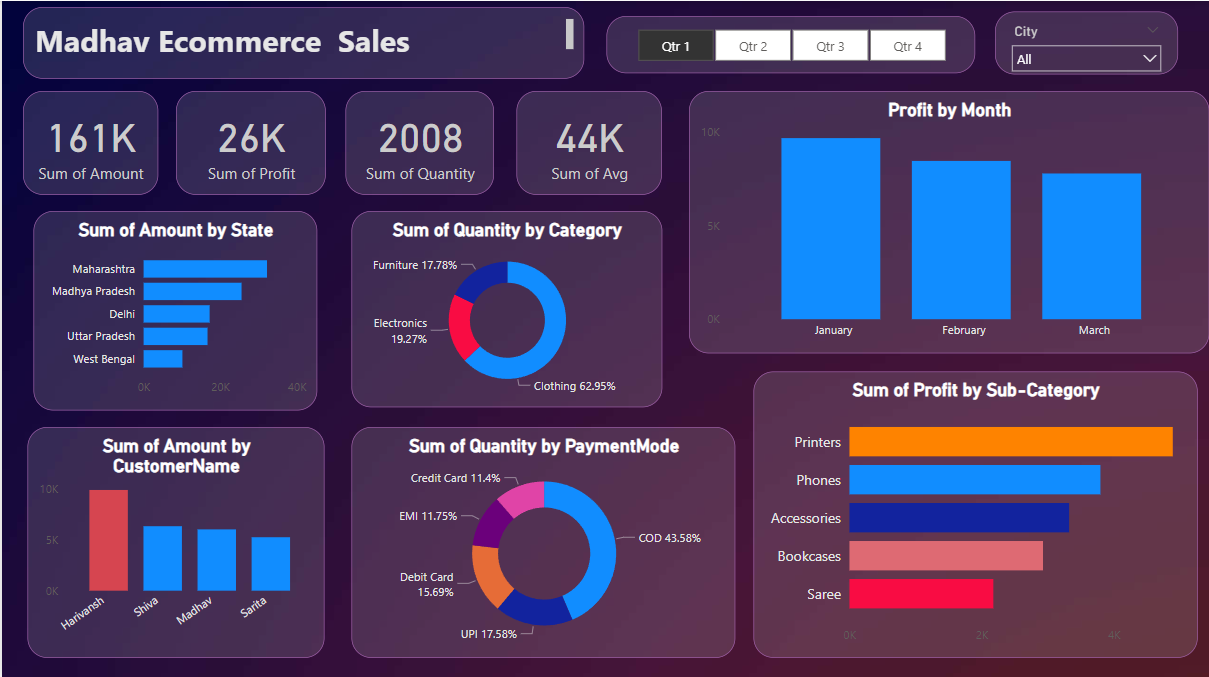 Madhav Ecommerce  Sales
Qtr 1
Qtr 2
Qtr 3
Qtr 4
City
All
161K
Sum of Amount
26K
Sum of Profit
2008
Sum of Quantity
44K
Sum of Avg
Profit by Month
10K
5K
0K
January
February
March
Sum of Amount by State
Maharashtra
Madhya Pradesh
Delhi
Uttar Pradesh
West Bengal
0K
20K
40K
Sum of Quantity by Category
Furniture 17.78%
Electronics
19.27%
Clothing 62.95%
Sum of Profit by Sub-Category
Printers
Phones
Accessories
Bookcases
Saree
0K
2K
4K
Sum of Amount by
CustomerName
10K
5K
0K
Harivansh
Shiva
Madhav
Sarita
Sum of Quantity by PaymentMode
Credit Card 11.4%
EMI 11.75%
Debit Card
15.69%
UPI 17.58%
COD 43.58%